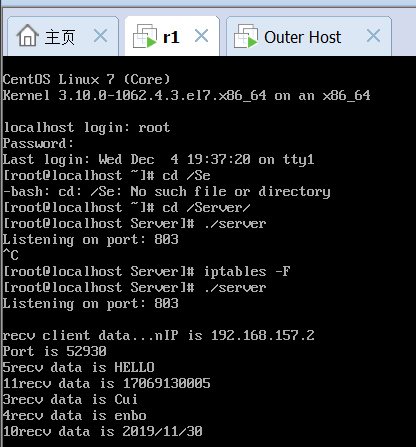 主页 r1 Outer Host
CentOS Linux 7 (Core)
Kernel 3.10.0-1062.4.3.el7.x86_64 on an x86_64
localhost login: root
Password:
Last login: Wed Dec  4 19:37:20 on tty1
[root@localhost ~]# cd /Se
-bash: cd: /Se: No such file or directory
[root@localhost ~]# cd /Server/
[root@localhost Server]# ./server
Listening on port: 803
^C
[root@localhost Server]# iptables -F
[root@localhost Server]# ./server
Listening on port: 803
recv client data...nIP is 192.168.157.2
Port is 52930
5recv data is HELLO
11recv data is 17069130005
3recv data is Cui
4recv data is enbo
10recv data is 2019/11/30